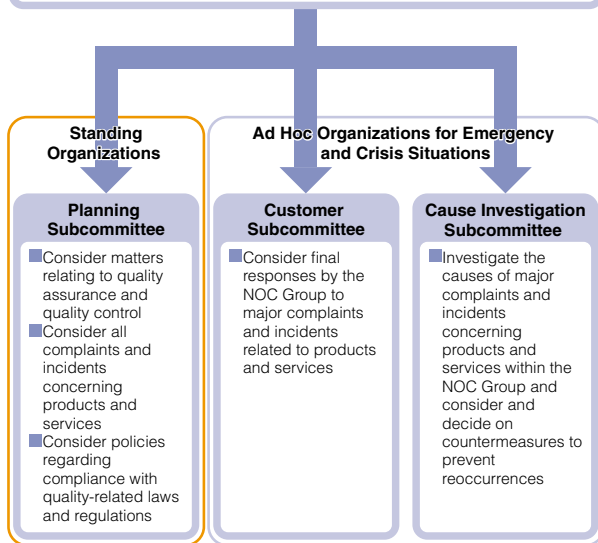 Standing
Organizations
Ad Hoc Organizations for Emergency
and Crisis Situations
Planning
Subcommittee
Consider matters
relating to quality
assurance and
quality control
Consider all
complaints and
incidents
concerning
products and
services
Consider policies
regarding
compliance with
quality-related laws
and regulations
Customer
Subcommittee
Consider final
responses by the
NOC Group to
major complaints
and incidents
related to products
and services
Cause Investigation
Subcommittee
Investigate the
causes of major
complaints and
incidents
concerning
products and
services within the
NOC Group and
consider and
decide on
countermeasures to
prevent
reoccurrences